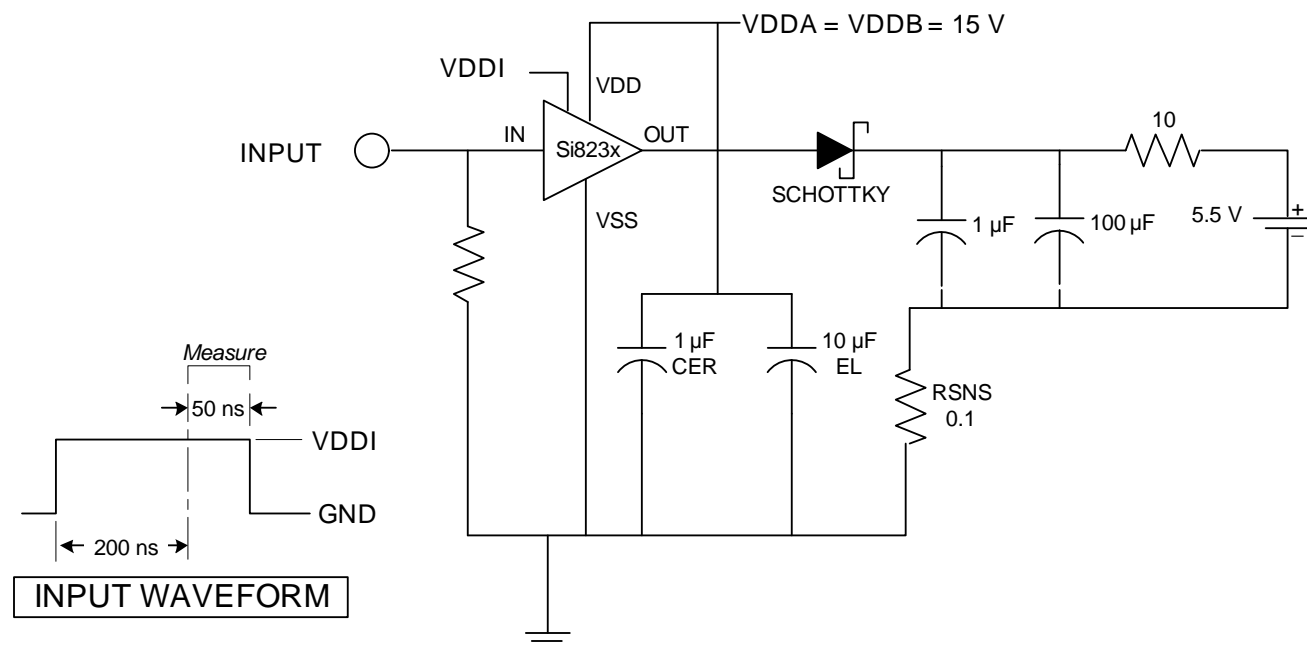 VDDA = VDDB = 15 V
VDDI
VDD
10
INPUT
IN
Si823x
OUT
SCHOTTKY
VSS
1 µF
100 µF
5.5 V
+
–
1 µF
CER
10 µF
EL
RSNS
0.1
Measure
50 ns
VDDI
GND
200 ns
INPUT WAVEFORM